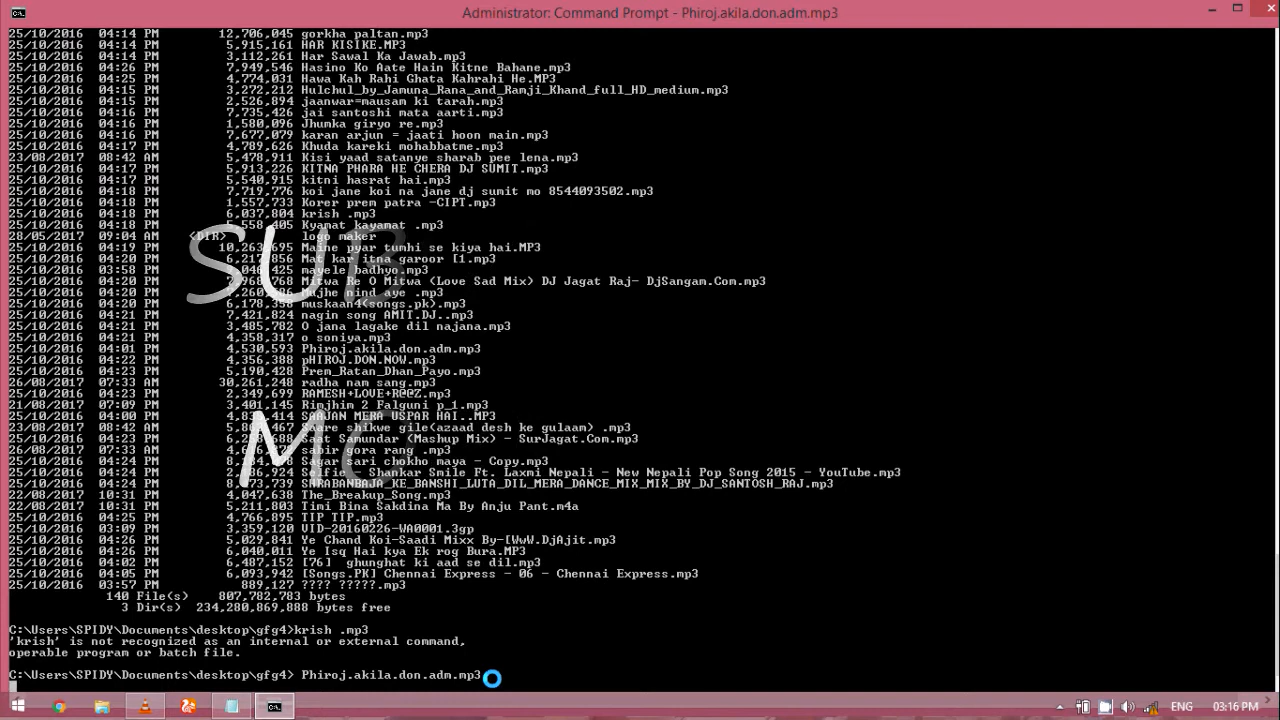 Administrator: Command Prompt - Phiroj.akila.don.adm.mp3
25/10/2016 04:14 PM 12,706,045 gorkha paltan.mp3
25/10/2016 04:14 PM 5,915,161 HAR KISIKE.MP3
25/10/2016 04:14 PM 3,112,261 Har Sawal Ka Jawab.mp3
25/10/2016 04:26 PM 7,949,546 Hasino Ko Aate Hain Kitne Bahane.mp3
25/10/2016 04:25 PM 4,774,031 Hawa Kah Rahi Ghata Kahrahi He.MP3
25/10/2016 04:15 PM 3,272,212 Hulchul_by_Jamuna_Rana_and_Ramji_Khand_full_HD_medium.mp3
25/10/2016 04:15 PM 2,526,894 jaanwar=mausam ki tarah.mp3
25/10/2016 04:15 PM 7,735,426 jai santoshi mata aarti.mp3
25/10/2016 04:16 PM 1,580,096 Jhumka giryo re.mp3
25/10/2016 04:16 PM 7,677,079 karan arjun = jaati hoon main.mp3
25/10/2016 04:17 PM 4,789,626 Khuda kareki mohabbatme.mp3
23/08/2017 08:42 AM 5,478,911 Kisi yaad satanye sharab pee lena.mp3
25/10/2016 04:17 PM 5,913,226 KITNA PHARA HE CHERA DJ SUMIT.mp3
25/10/2016 04:17 PM 5,540,915 kitni hasrat hai.mp3
25/10/2016 04:18 PM 7,719,776 koi jane koi na jane dj sumit mo 8544093502.mp3
25/10/2016 04:18 PM 1,557,733 Korer prem patra -CIPT.mp3
25/10/2016 04:18 PM 6,037,804 krish .mp3
25/10/2016 04:18 PM 5,558,405 Kyamat kayamat .mp3
28/05/2017 09:04 AM <DIR> logo maker
25/10/2016 04:19 PM 10,263,695 Maine pyar tumhi se kiya hai.MP3
25/10/2016 04:20 PM 6,217,856 Mat kar itna garoor [1.mp3
25/10/2016 03:58 PM ,046,425 mayele badhyo.mp3
25/10/2016 04:20 PM ,968,768 Mitwa Re O Mitwa (Love Sad Mix) DJ Jagat Raj- DjSangam.Com.mp3
25/10/2016 04:20 PM ,260, Mujhe nind aye .mp3
25/10/2016 04:20 PM 6,178,358 muskaan4(songs.pk).mp3
25/10/2016 04:21 PM 7,421,824 nagin song AMIT.DJ..mp3
25/10/2016 04:21 PM 3,485,782 O jana lagake dil najana.mp3
25/10/2016 04:21 PM 4,358,317 o soniya.mp3
25/10/2016 04:01 PM 4,530,593 Phiroj.akila.don.adm.mp3
25/10/2016 04:22 PM 4,356,388 pHIROJ.DON.NOW.mp3
25/10/2016 04:22 PM 5,190,428 Prem_Ratan_Dhan_Payo.mp3
26/08/2017 07:33 AM 30,261,248 radha nam sang.mp3
25/10/2016 04:23 PM 2,349,699 RAMESH+LOVE+R@@Z.mp3
21/08/2017 07:09 PM 3,401,145 Rimjhim 2 Falguni p_1.mp3
25/10/2016 04:00 PM 4,83 ,414 SAAJAN MERA USPAR HAI..MP3
23/08/2017 08:42 AM 5,8 ,467 Saare shikwe gile(azaad desh ke gulaam) .mp3
25/10/2016 04:23 PM 6,2 Saat Samundar (Mashup Mix) - SurJagat.Com.mp3
26/08/2017 07:33 AM sabir gora rang .mp3
25/10/2016 04:24 PM Sagar sari chokho maya - Copy.mp3
25/10/2016 04:24 PM ,924 Selfie - Shankar Smile Ft. Laxmi Nepali - New Nepali Pop Song 2015 - YouTube.mp3
25/10/2016 04:24 PM ,739 SHRABANBAJA_KE_BANSHI_LUTA_DIL_MERA_DANCE_MIX_MIX_BY_DJ_SANTOSH_RAJ.mp3
22/08/2017 10:31 PM 4,047,638 The_Breakup_Song.mp3
22/08/2017 10:31 PM 5,211,803 Timi Bina Sakdina Ma By Anju Pant.m4a
25/10/2016 04:25 PM 4,766,895 TIP TIP.mp3
25/10/2016 03:09 PM 3,359,120 VID-20160226-WA0001.3gp
25/10/2016 04:26 PM 5,029,841 Ye Chand Koi-Saadi Mixx By-[WwW.DjAjit.mp3
25/10/2016 04:26 PM 6,040,011 Ye Isq Hai kya Ek rog Bura.MP3
25/10/2016 04:02 PM 6,487,152 [76] ghunghat ki aad se dil.mp3
25/10/2016 04:05 PM 6,093,942 [Songs.PK] Chennai Express - 06 - Chennai Express.mp3
25/10/2016 03:57 PM 889,127 ???? ?????.mp3
140 File(s) 807,782,783 bytes
3 Dir(s) 234,280,869,888 bytes free
C:\Users\SPIDY\Documents\desktop\gfg4>krish .mp3
'krish' is not recognized as an internal or external command,
operable program or batch file.
C:\Users\SPIDY\Documents\desktop\gfg4> Phiroj.akila.don.adm.mp3
SUB
MO
ENG 03:16 PM